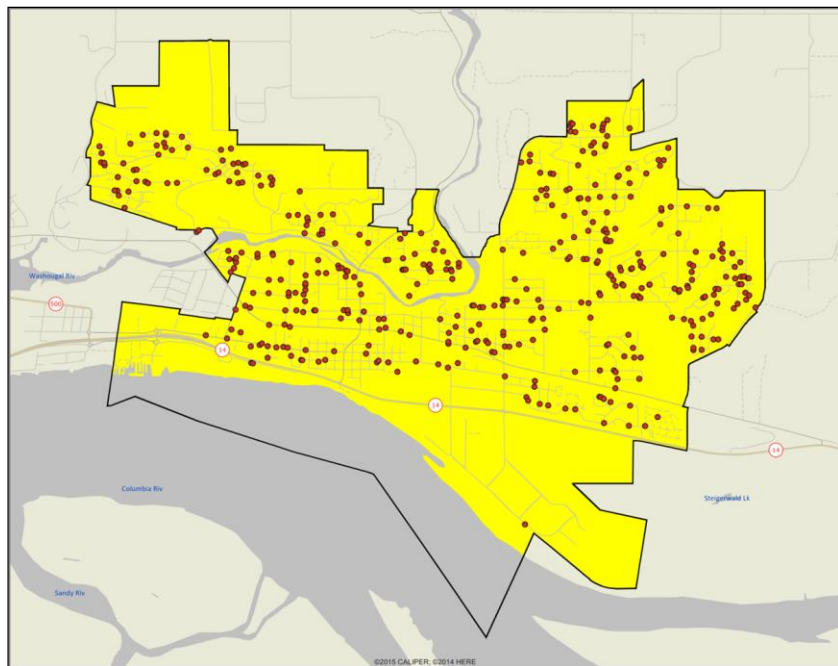 Washougal Riv
500
14
14
14
Columbia Riv
Steigerwald Lk
Sandy Riv
©2015 CALIPER; ©2014 HERE